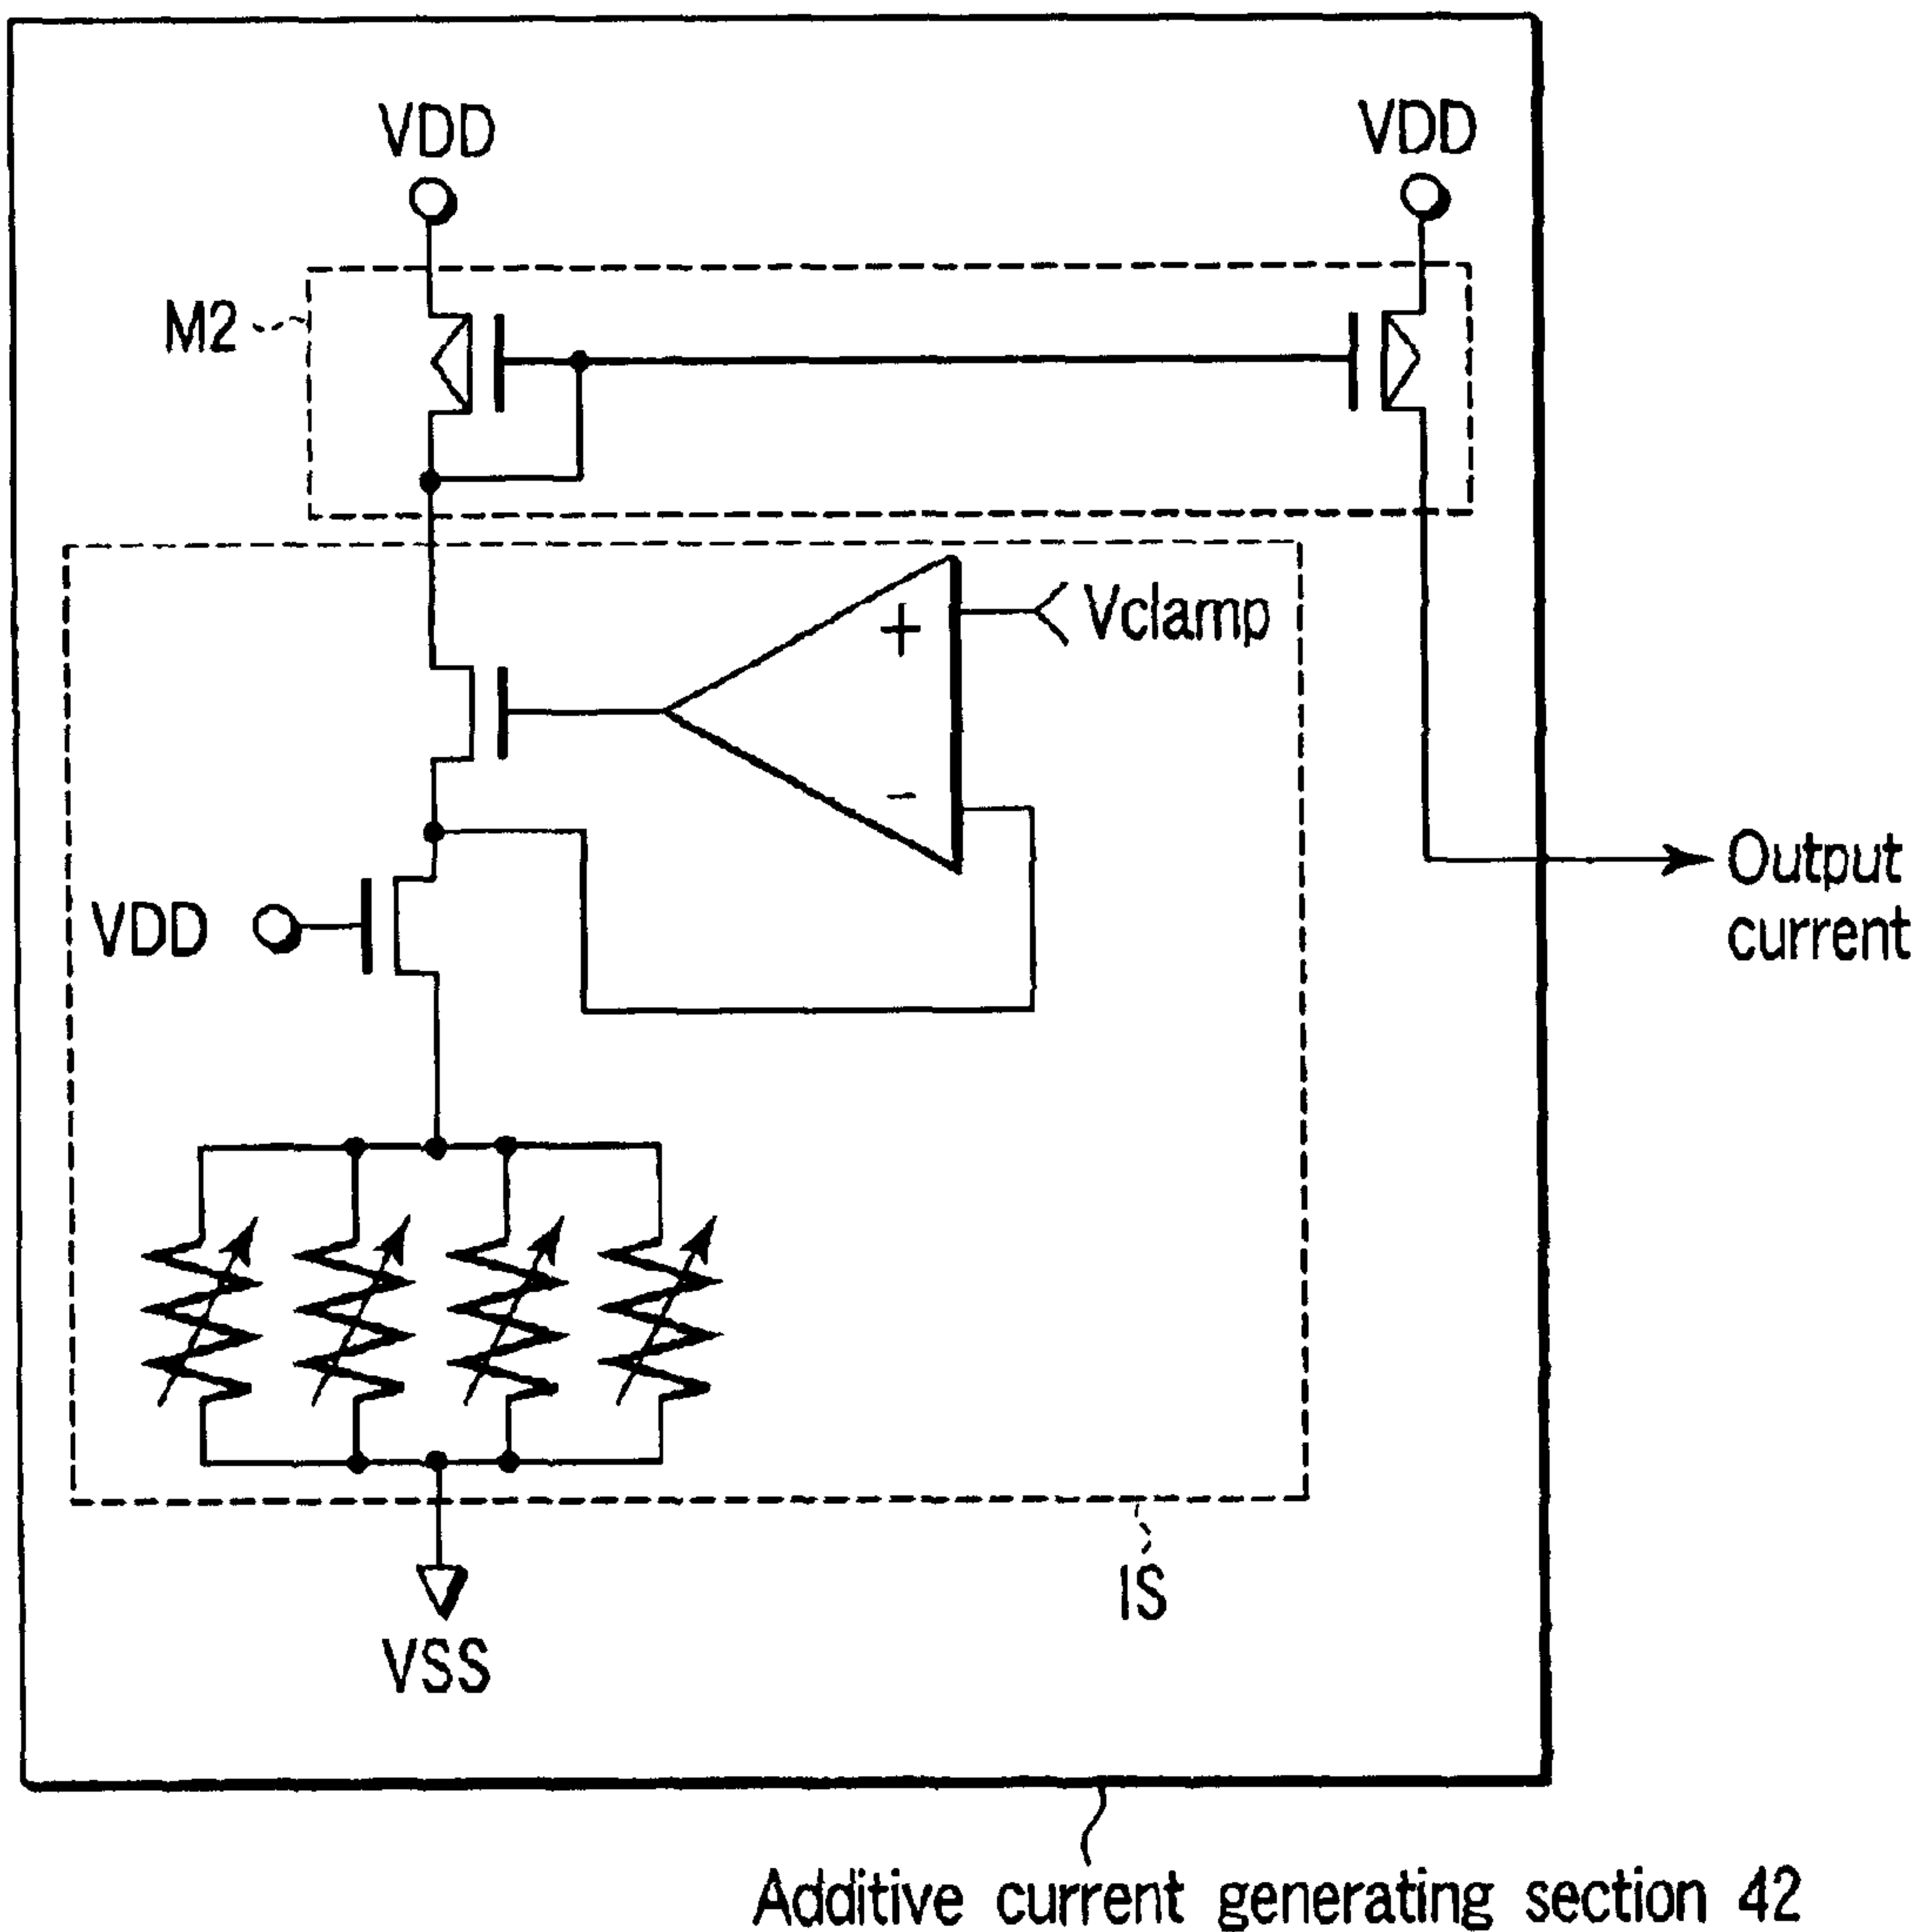 VDD
VDD
M2
+
Vclamp
-
Output
current
VDD
IS
VSS
Additive current generating section 42